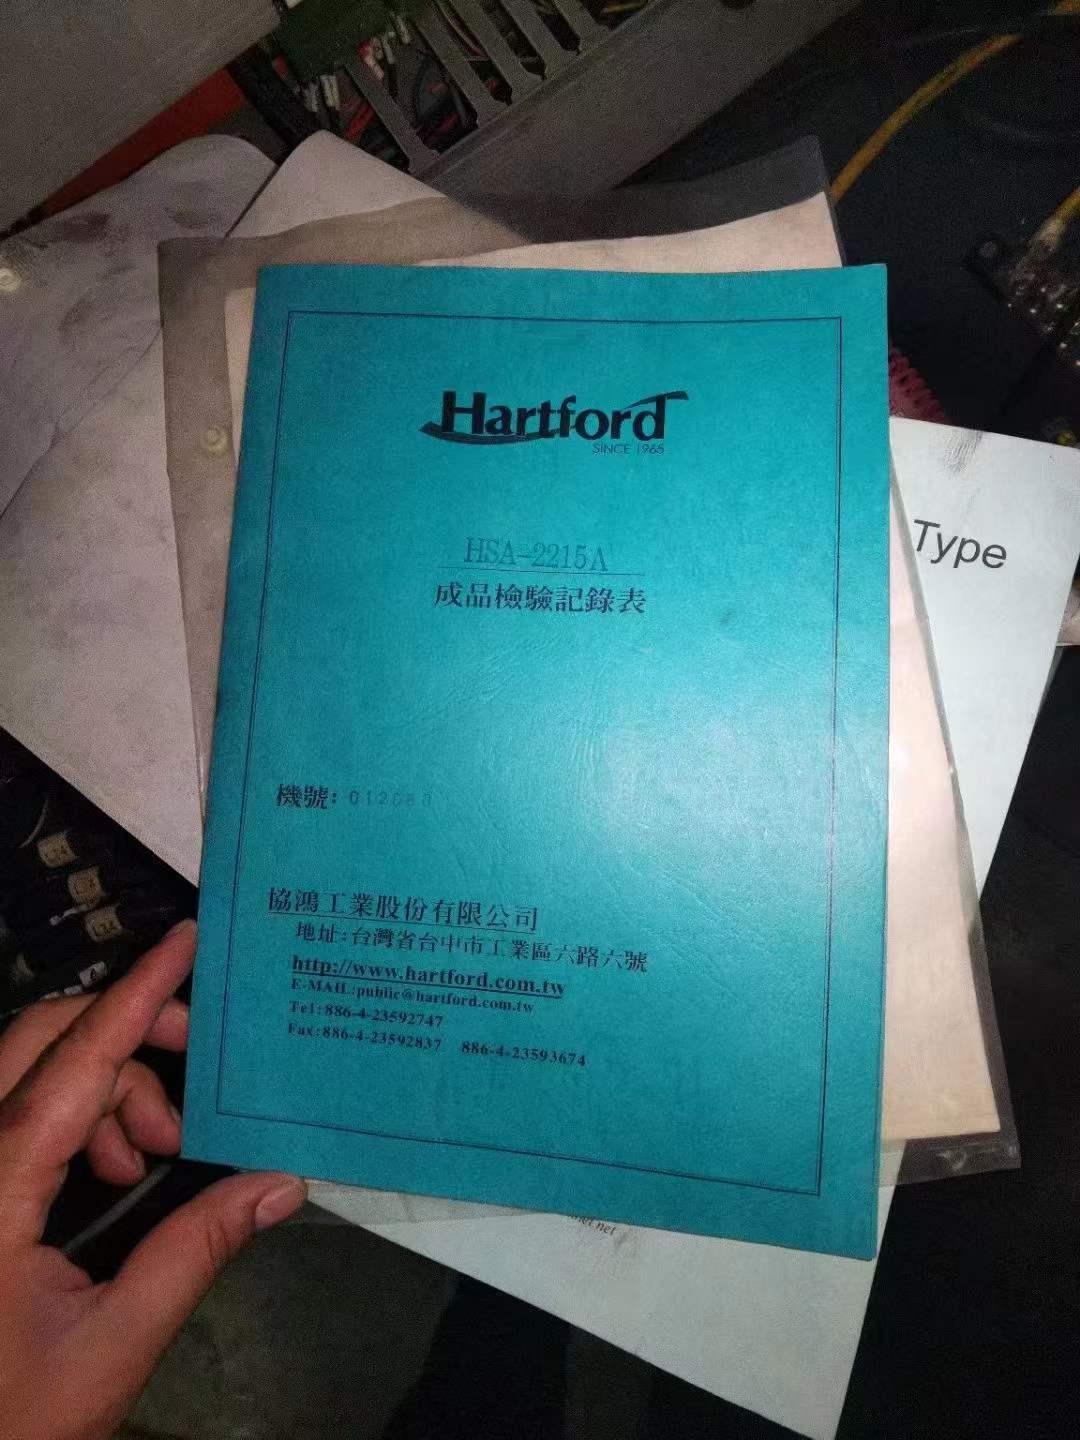 Hartford
SINCE 1965
HSA-2215A
成品檢驗記錄表
機號:
協鴻工業股份有限公司
地址:台灣省台中市工業區六路六號
http://www.hartford.com.tw
E-MAIL:public@hartford.com.tw
Tel:886-4-23592747
Fax:886-4-23592837 886-4-23593674
Type